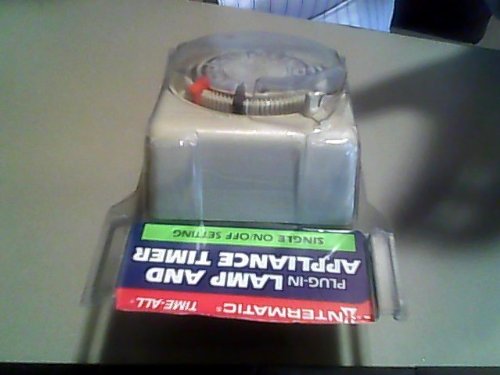 INTERMATIC® TIME-ALL®
PLUG-IN LAMP AND
APPLIANCE TIMER
SINGLE ON/OFF SETTING